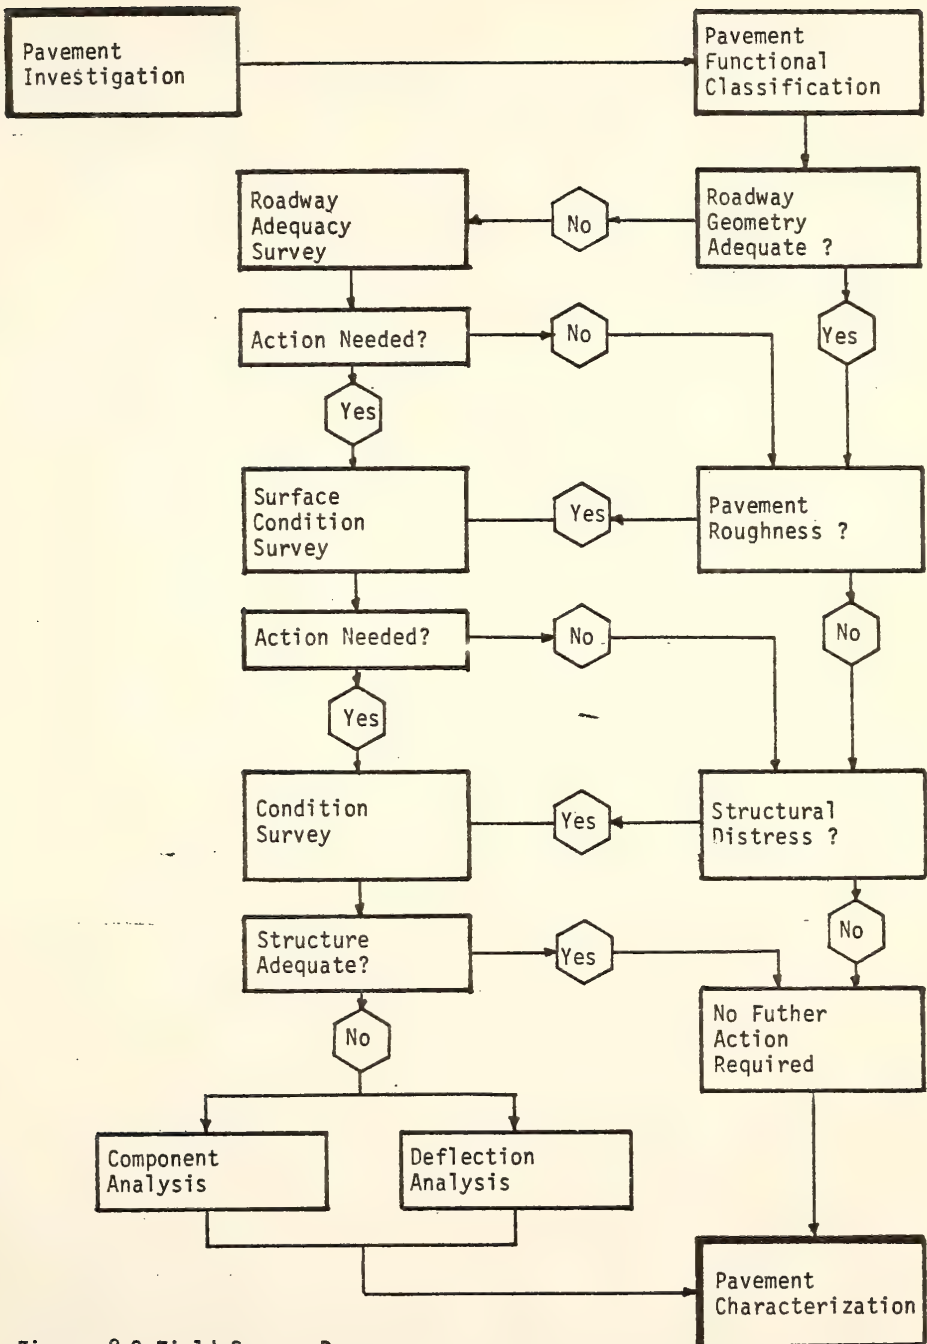 Pavement
Investigation
Pavement
Functional
Classification
Roadway
Adequacy
Survey
No
Roadway
Geometry
Adequate ?
Action Needed?
No
Yes
Yes
Surface
Condition
Survey
Yes
Pavement
Roughness ?
Action Needed?
No
No
Yes
Condition
Survey
Yes
Structural
Distress ?
Structure
Adequate?
Yes
No
No
No Futher
Action
Required
Component
Analysis
Deflection
Analysis
Pavement
Characterization